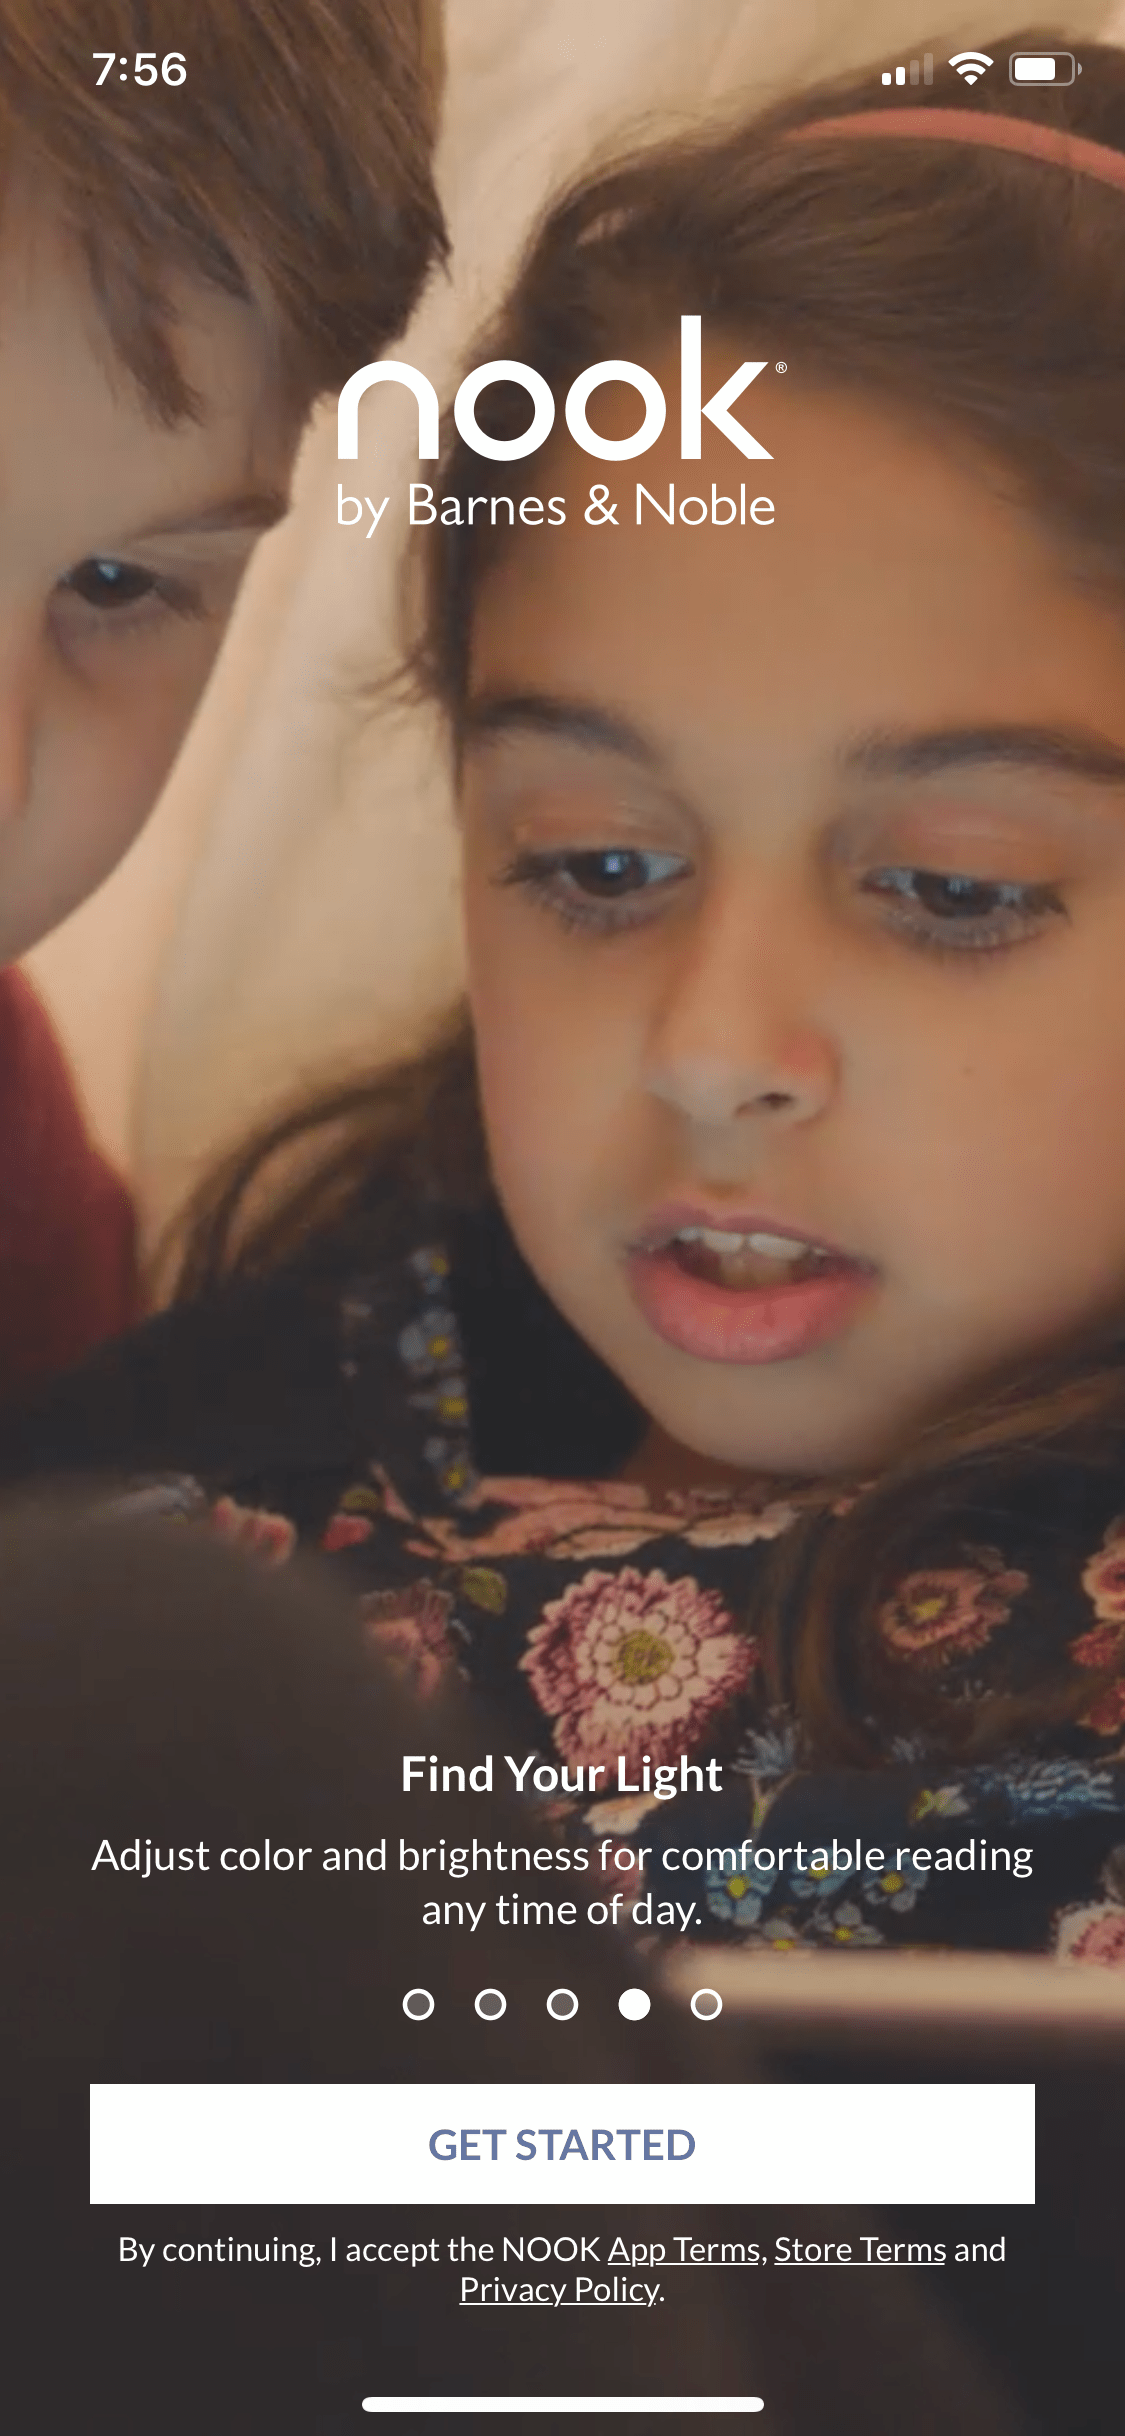 7:56
nook®
by Barnes & Noble
Find Your Light
Adjust color and brightness for comfortable reading
any time of day.
GET STARTED
By continuing, I accept the NOOK App Terms, Store Terms and
Privacy Policy.